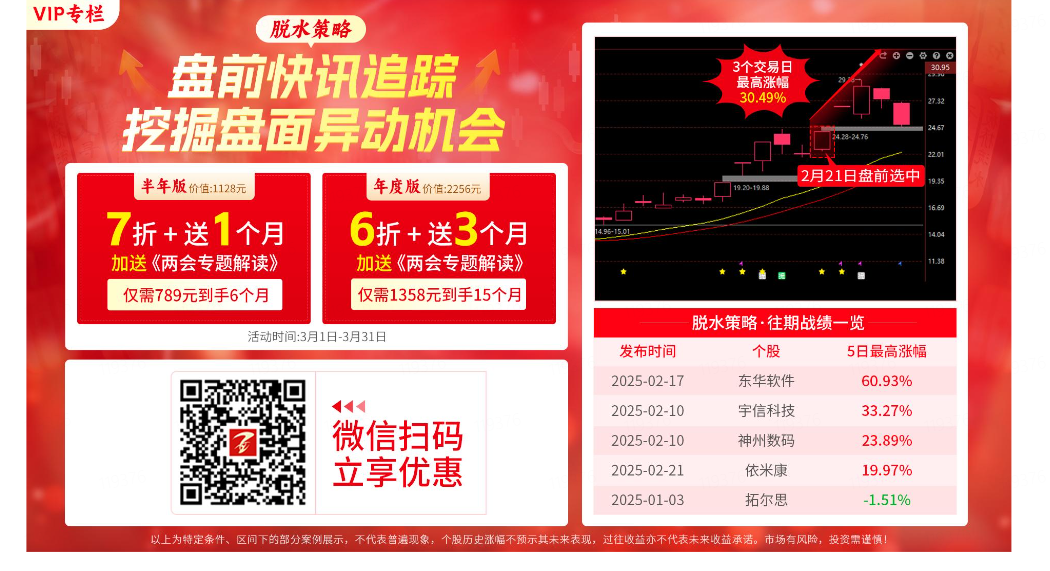 VIP专栏
脱水策略
盘前快讯追踪
挖掘盘面异动机会
半年版 价值:1128元
7折 + 送1个月
加送《两会专题解读》
仅需789元到手6个月
年度版 价值:2256元
6折 + 送3个月
加送《两会专题解读》
仅需1358元到手15个月
活动时间:3月1日-3月31日
微信扫码
立享优惠
3个交易日
最高涨幅
30.49%
30.95
27.32
24.67
24.28-24.76
22.01
2月21日盘前选中
19.35
19.20-19.88
16.69
14.96-15.01
14.04
11.38
脱水策略·往期战绩一览
发布时间 个股 5日最高涨幅
2025-02-17 东华软件 60.93%
2025-02-10 宇信科技 33.27%
2025-02-10 神州数码 23.89%
2025-02-21 依米康 19.97%
2025-01-03 拓尔思 -1.51%
以上为特定条件、区间下的部分案例展示，不代表普遍现象，个股历史涨幅不预示其未来表现，过往收益亦不代表未来收益承诺。市场有风险，投资需谨慎！